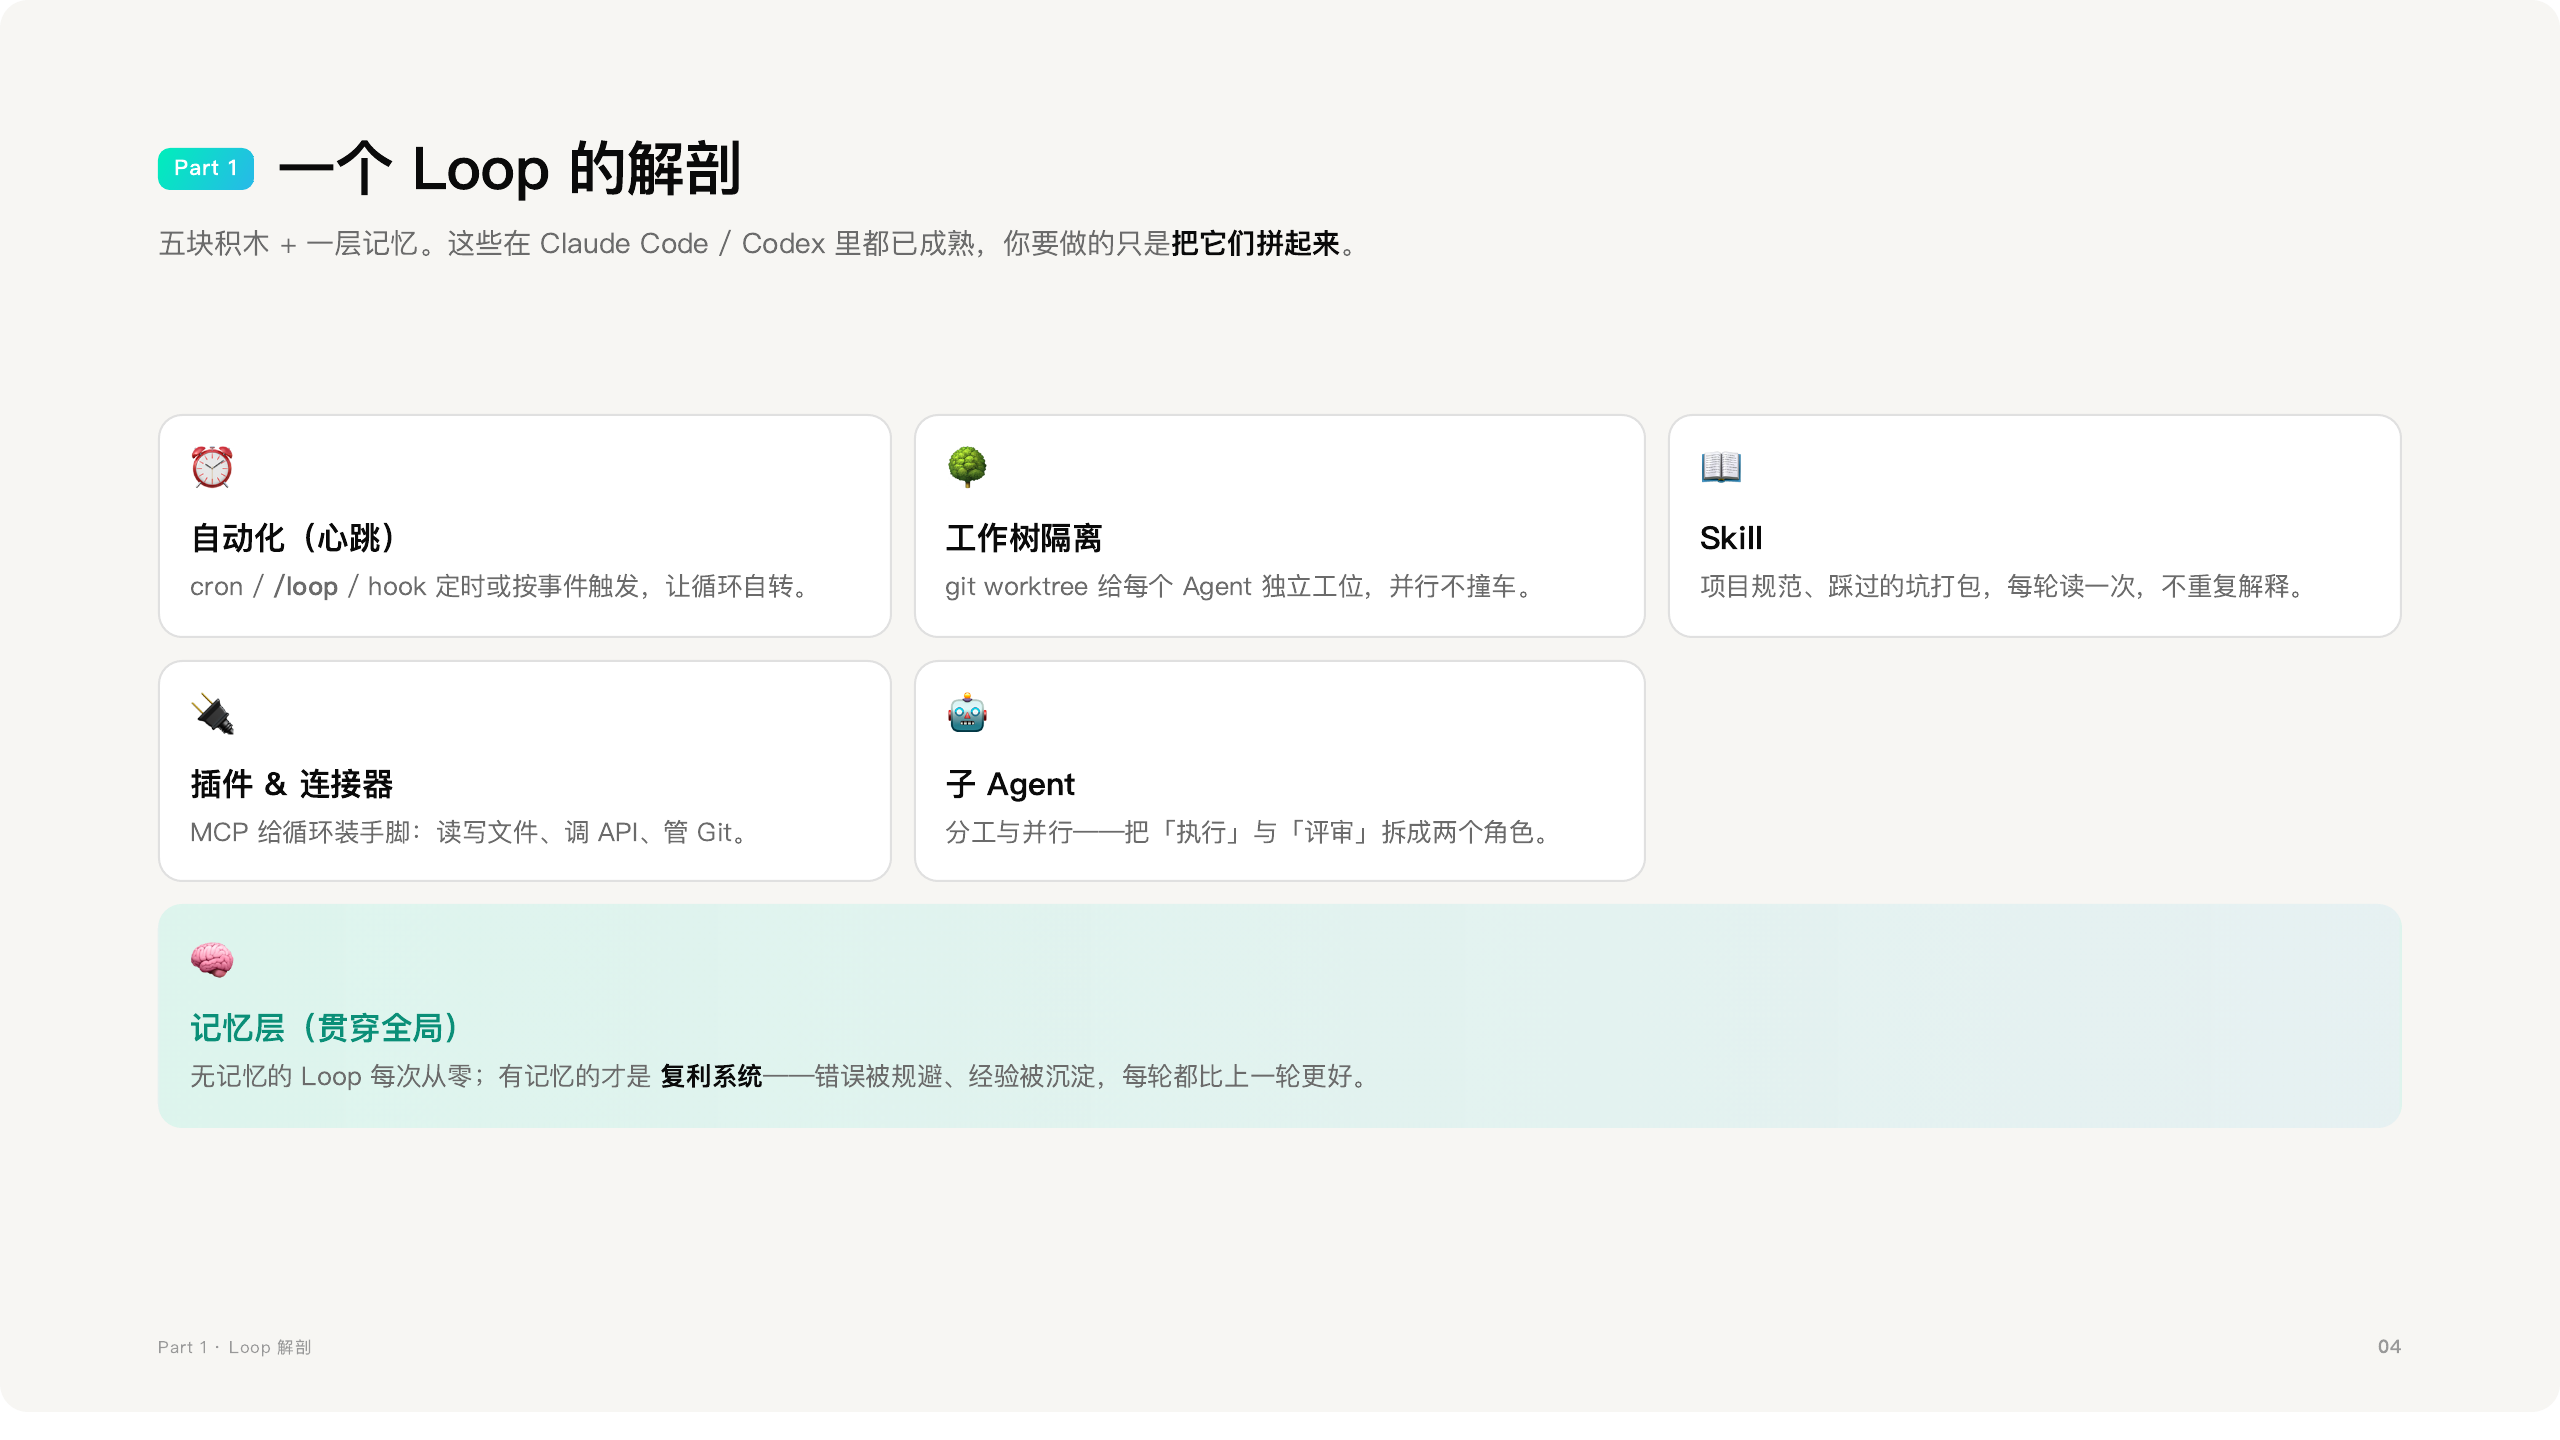 Part 1 一个 Loop 的解剖
五块积木 + 一层记忆。这些在 Claude Code / Codex 里都已成熟，你要做的只是把它们拼起来。
自动化（心跳）
cron / /loop / hook 定时或按事件触发，让循环自转。
工作树隔离
git worktree 给每个 Agent 独立工位，并行不撞车。
Skill
项目规范、踩过的坑打包，每轮读一次，不重复解释。
插件 & 连接器
MCP 给循环装手脚：读写文件、调 API、管 Git。
子 Agent
分工与并行——把「执行」与「评审」拆成两个角色。
记忆层（贯穿全局）
无记忆的 Loop 每次从零；有记忆的才是 复利系统——错误被规避、经验被沉淀，每轮都比上一轮更好。
Part 1 · Loop 解剖
04